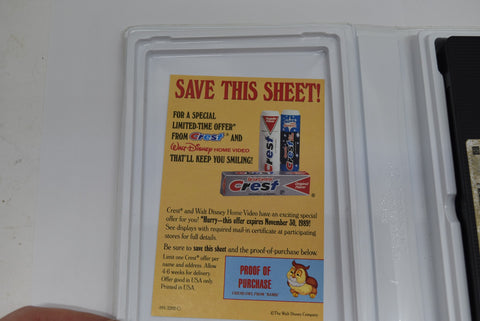 SAVE THIS SHEET!
FOR A SPECIAL
LIMITED-TIME OFFER*
FROM Crest® AND
Walt Disney HOME VIDEO
THAT'LL KEEP YOU SMILING!
Crest
Crest
Crest
Crest® and Walt Disney Home Video have an exciting special
offer for you! *Hurry—this offer expires November 30, 1989!
See displays with required mail-in certificate at participating
stores for full details.
Be sure to save this sheet and the proof-of-purchase below.
Limit one Crest® offer per
name and address. Allow
4-6 weeks for delivery.
Offer good in USA only.
Printed in USA.
PROOF OF
PURCHASE
FRIEND OWL FROM "BAMBI"
© The Walt Disney Company